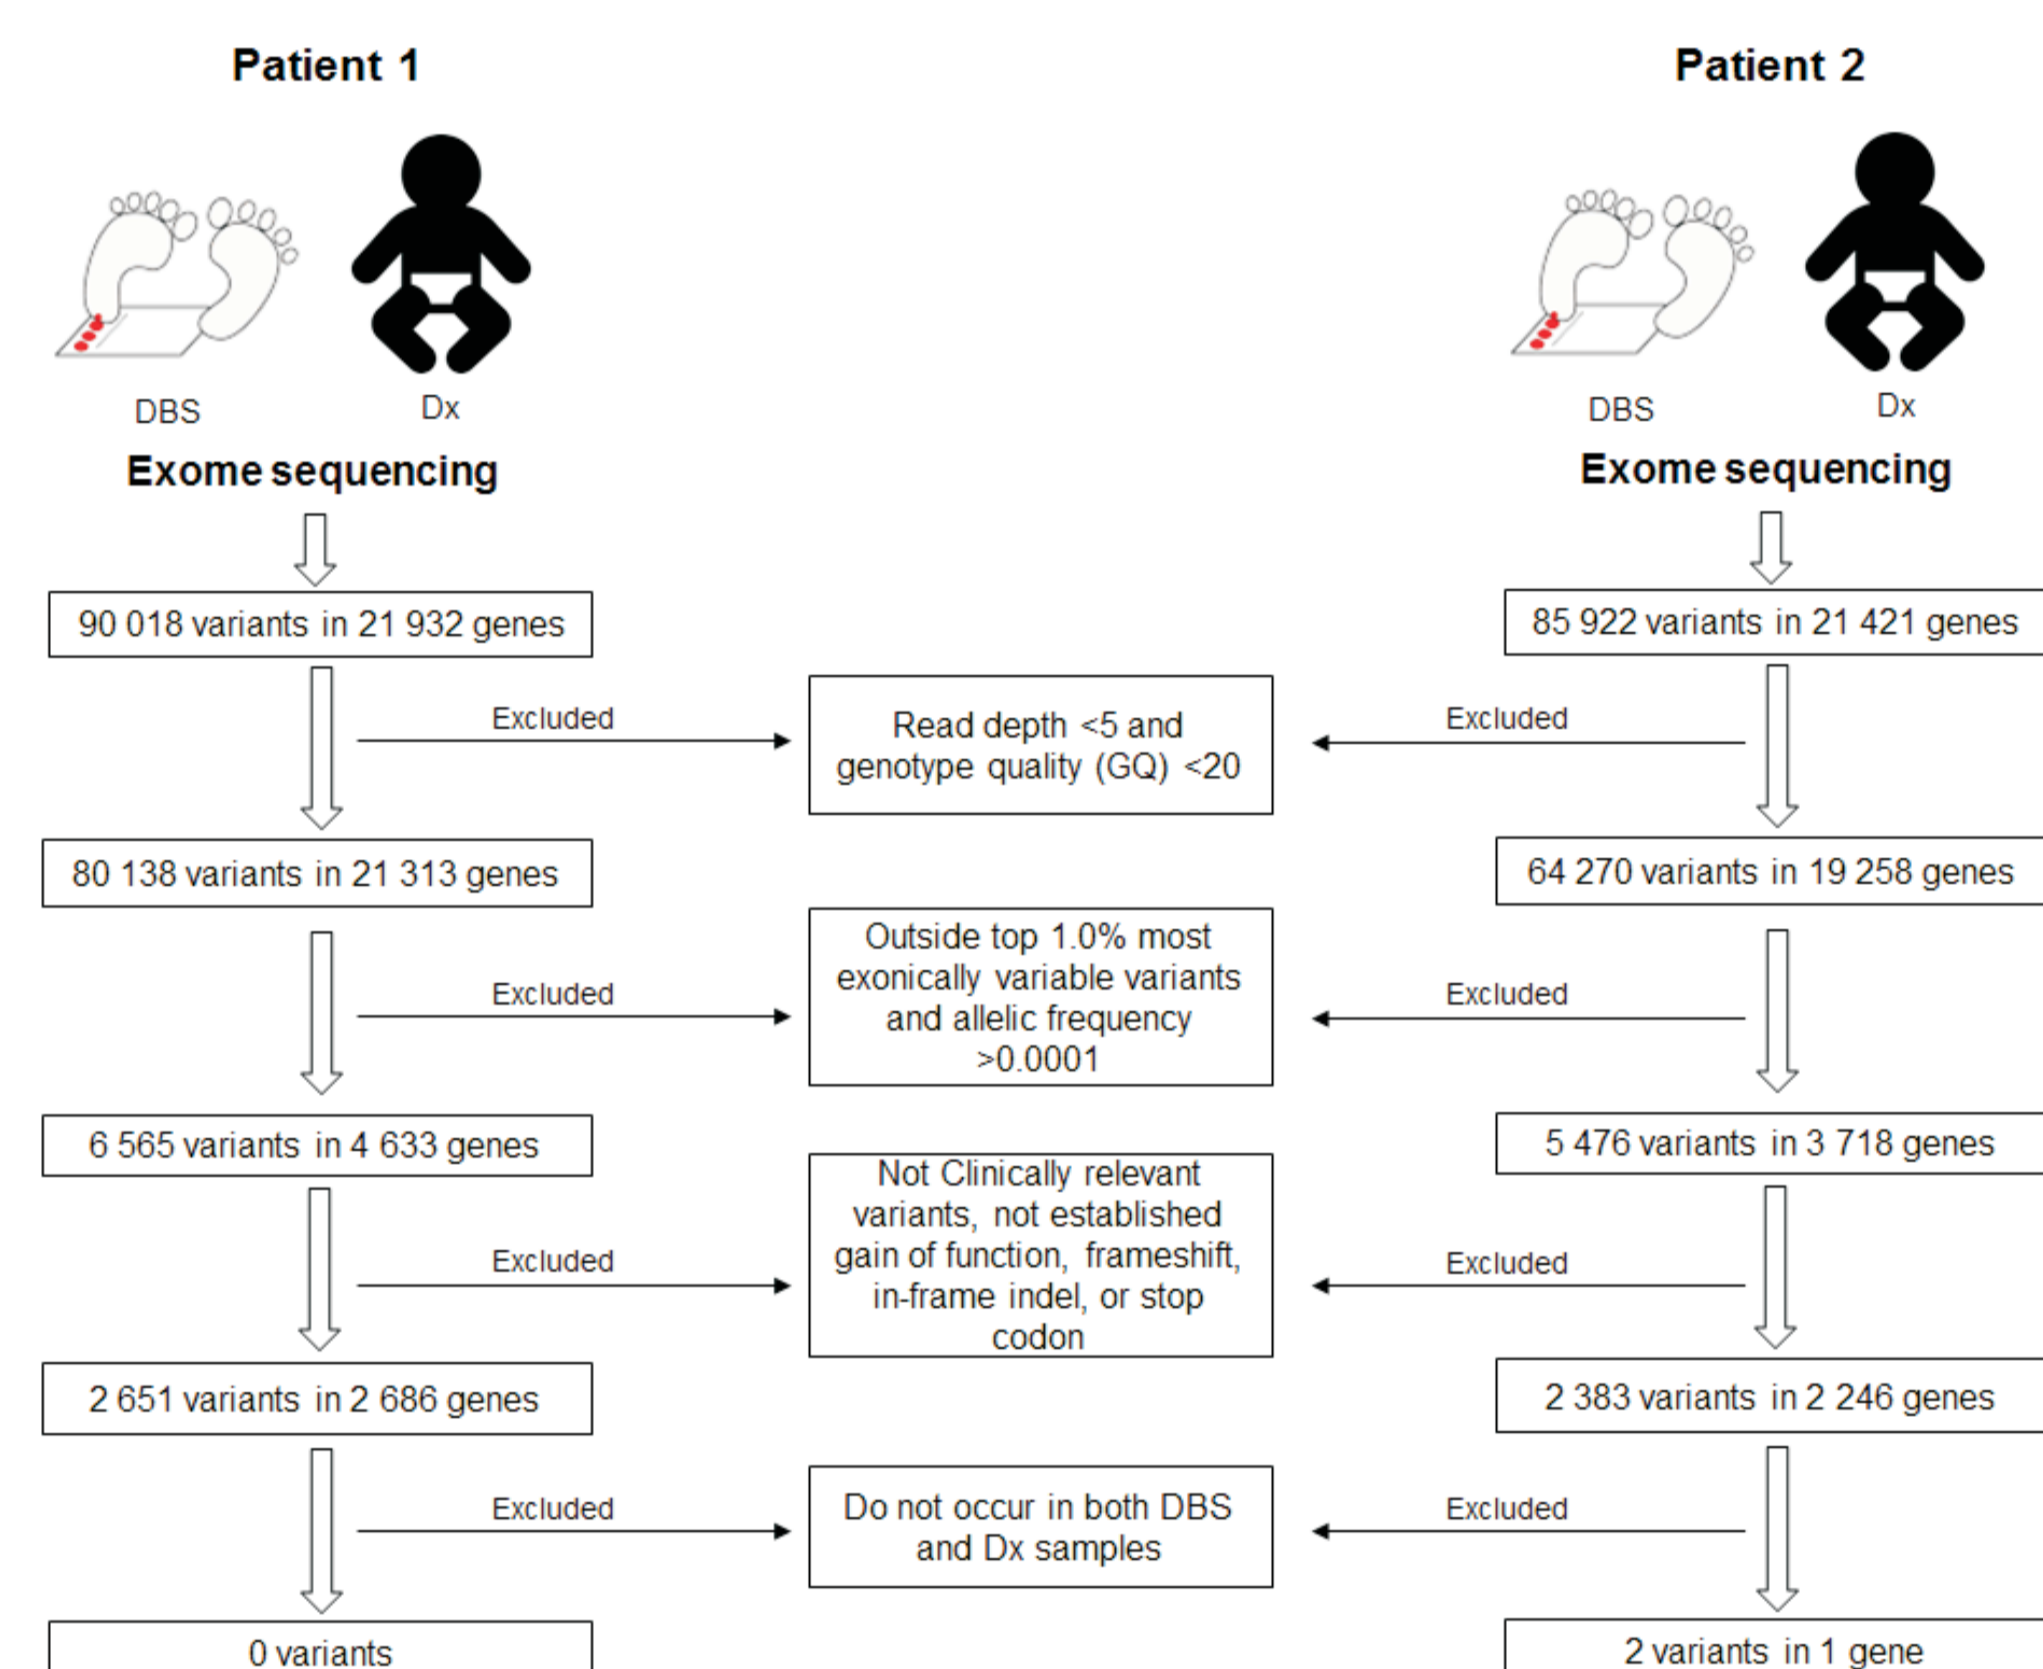 Patient 1
Patient 2
DBS
Dx
DBS
Dx
Exome sequencing
Exome sequencing
90 018 variants in 21 932 genes
85 922 variants in 21 421 genes
Excluded
Read depth <5 and
genotype quality (GQ) <20
Excluded
80 138 variants in 21 313 genes
64 270 variants in 19 258 genes
Excluded
Outside top 1.0% most
exonically variable variants
and allelic frequency
>0.0001
Excluded
6 565 variants in 4 633 genes
5 476 variants in 3 718 genes
Excluded
Not Clinically relevant
variants, not established
gain of function, frameshift,
in-frame indel, or stop
codon
Excluded
2 651 variants in 2 686 genes
2 383 variants in 2 246 genes
Excluded
Do not occur in both DBS
and Dx samples
Excluded
0 variants
2 variants in 1 gene